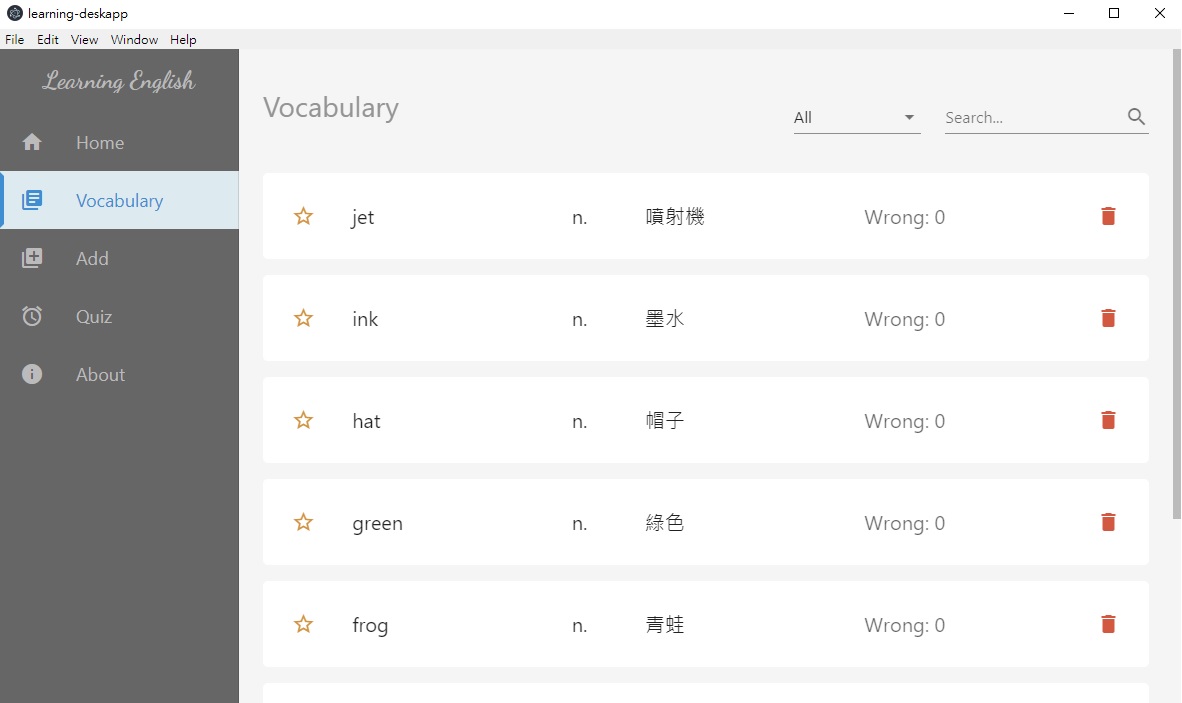 learning-deskapp
File Edit View Window Help
Learning English
Home
Vocabulary
Add
Quiz
About
Vocabulary
All
Search...
jet n. 噴射機 Wrong: 0
ink n. 墨水 Wrong: 0
hat n. 帽子 Wrong: 0
green n. 綠色 Wrong: 0
frog n. 青蛙 Wrong: 0